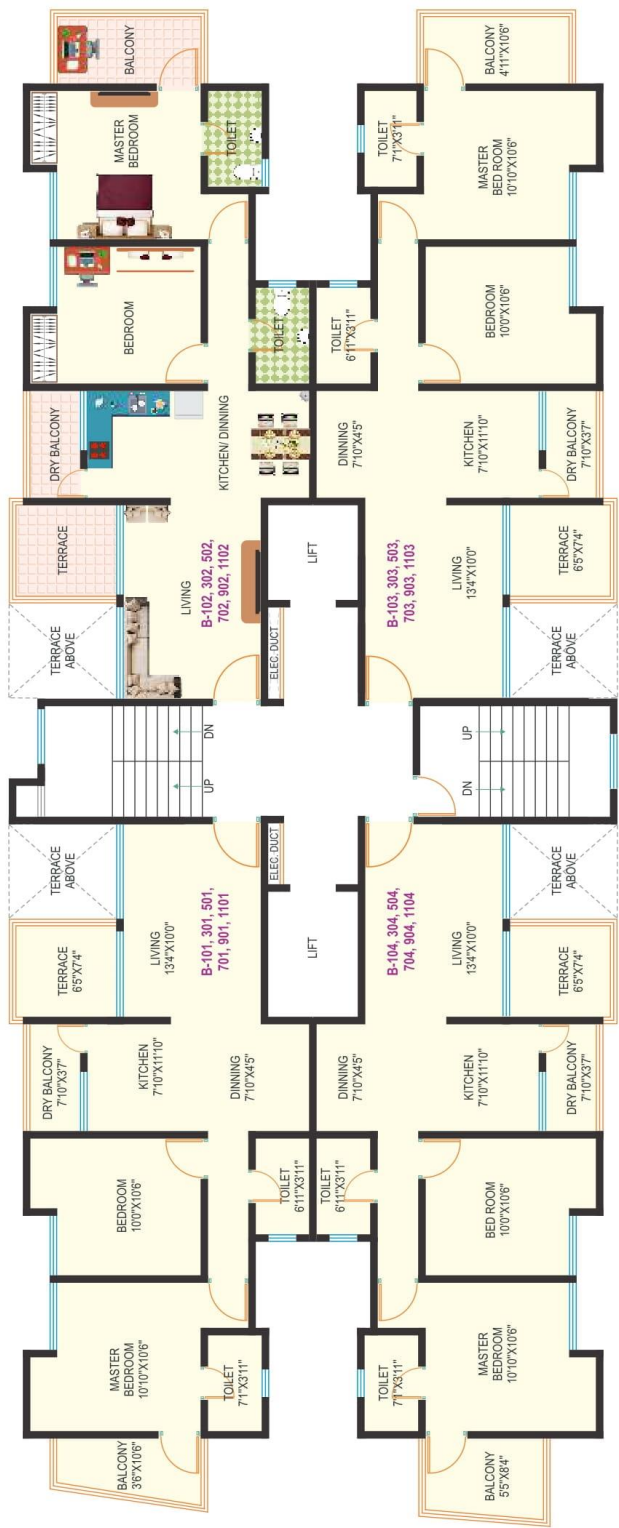 BALCONY
MASTER
BEDROOM
TOILET
BEDROOM
TOILET
DRY BALCONY
KITCHEN/ DINNING
TERRACE
LIVING
B-102, 302, 502,
702, 902, 1102
LIFT
TERRACE
ABOVE
ELEC. DUCT
DN
UP
BALCONY
4'11"X10'6"
TOILET
7'1"X3'11"
MASTER
BED ROOM
10'10"X10'6"
TOILET
6'11"X3'11"
BEDROOM
10'0"X10'6"
DINNING
7'10"X4'5"
KITCHEN
7'10"X11'10"
DRY BALCONY
7'10"X3'7"
B-103, 303, 503,
703, 903, 1103
LIVING
13'4"X10'0"
TERRACE
6'5"X7'4"
TERRACE
ABOVE
UP
DN
TERRACE
ABOVE
ELEC. DUCT
TERRACE
6'5"X7'4"
LIVING
13'4"X10'0"
B-101, 301, 501,
701, 901, 1101
LIFT
DRY BALCONY
7'10"X3'7"
KITCHEN
7'10"X11'10"
DINNING
7'10"X4'5"
BEDROOM
10'0"X10'6"
TOILET
6'11"X3'11"
MASTER
BEDROOM
10'10"X10'6"
TOILET
7'1"X3'11"
BALCONY
3'6"X10'6"
B-104, 304, 504,
704, 904, 1104
LIVING
13'4"X10'0"
TERRACE
ABOVE
TERRACE
6'5"X7'4"
DINNING
7'10"X4'5"
KITCHEN
7'10"X11'10"
DRY BALCONY
7'10"X3'7"
TOILET
6'11"X3'11"
BED ROOM
10'0"X10'6"
TOILET
7'1"X3'11"
MASTER
BEDROOM
10'10"X10'6"
BALCONY
5'5"X8'4"